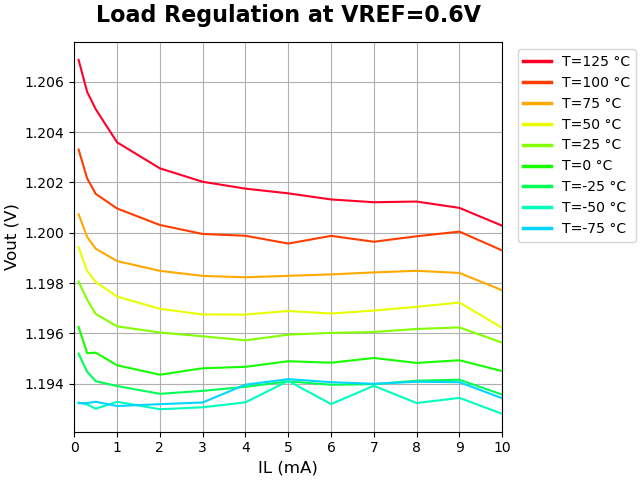 Load Regulation at VREF=0.6V
Vout (V)
1.206
1.204
1.202
1.200
1.198
1.196
1.194
0 1 2 3 4 5 6 7 8 9 10
IL (mA)
T=125 °C
T=100 °C
T=75 °C
T=50 °C
T=25 °C
T=0 °C
T=-25 °C
T=-50 °C
T=-75 °C